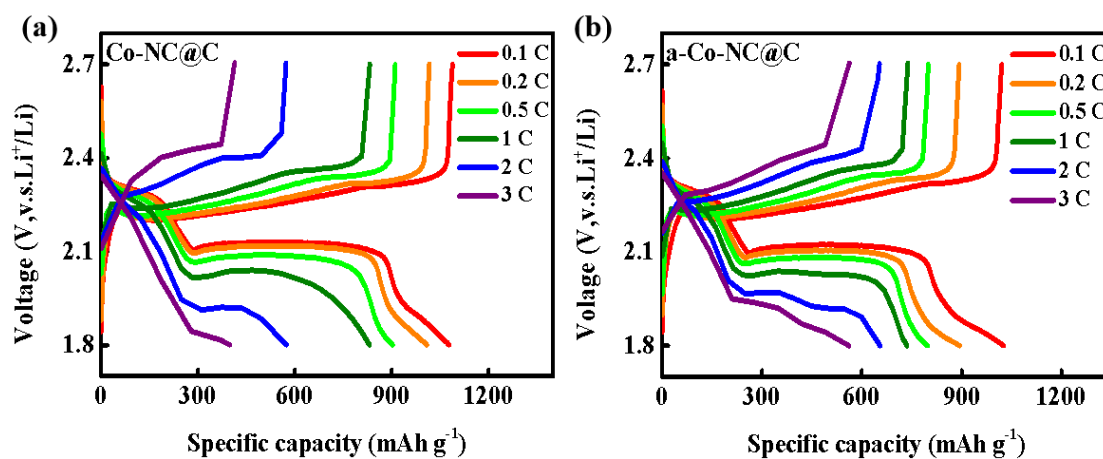 (a)
Co-NC@C
0.1 C
0.2 C
0.5 C
1 C
2 C
3 C
2.7
2.4
2.1
1.8
Voltage (V,v.s.Li⁺/Li)
0
300
600
900
1200
Specific capacity (mAh g⁻¹)
(b)
a-Co-NC@C
0.1 C
0.2 C
0.5 C
1 C
2 C
3 C
2.7
2.4
2.1
1.8
Volage (V,v.s.Li⁺/Li)
0
300
600
900
1200
Specific capacity (mAh g⁻¹)